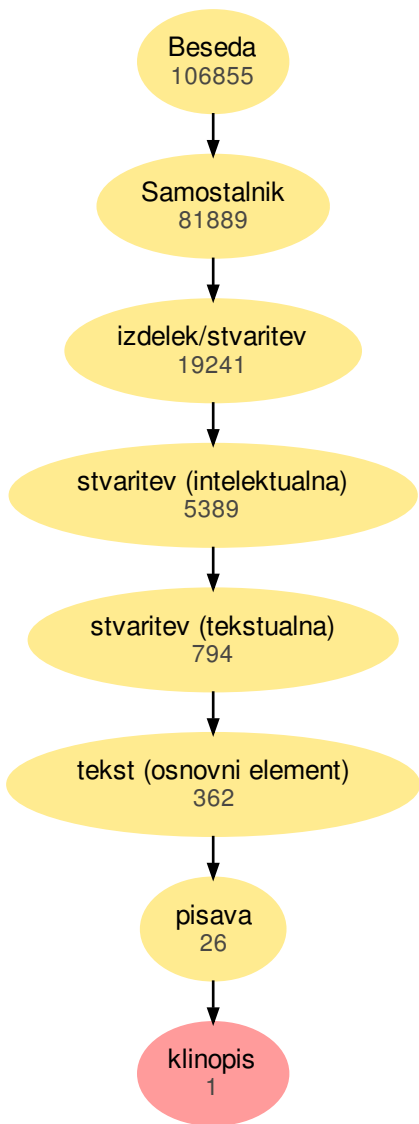 Beseda
106855
Samostalnik
81889
izdelek/stvaritev
19241
stvaritev (intelektualna)
5389
stvaritev (tekstualna)
794
tekst (osnovni element)
362
pisava
26
klinopis
1